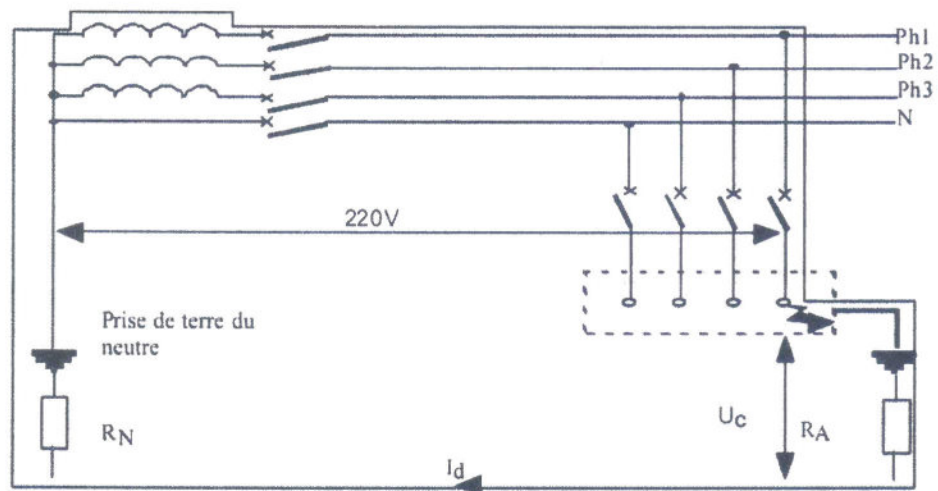 Ph1
Ph2
Ph3
N
220V
Prise de terre du
neutre
RN
Uc
RA
Id